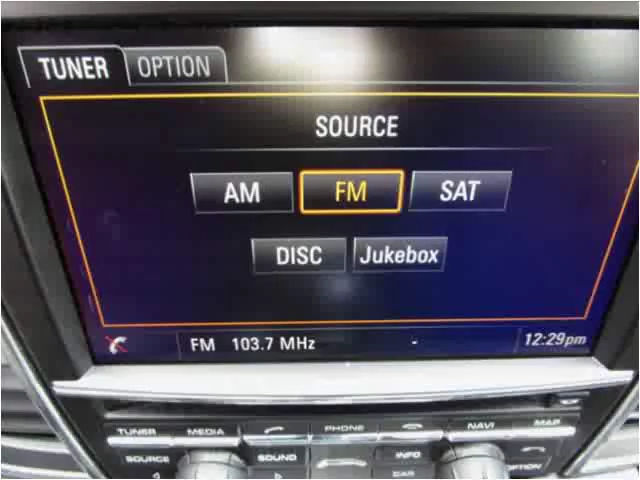 TUNER OPTION
SOURCE
AM FM SAT
DISC Jukebox
FM 103.7 MHz - 12:29pm
TUNER MEDIA PHONE NAVI MAP
SOURCE SOUND INFO
CAR OPTION